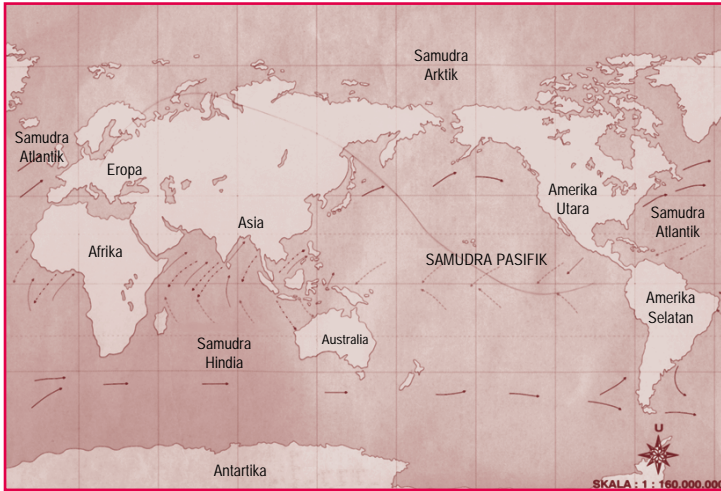 Samudra
Arktik
Samudra
Atlantik
Eropa
Asia
Amerika
Utara
Samudra
Atlantik
Afrika
SAMUDRA PASIFIK
Amerika
Selatan
Samudra
Hindia
Australia
U
Antartika
SKALA : 1 : 160.000.000